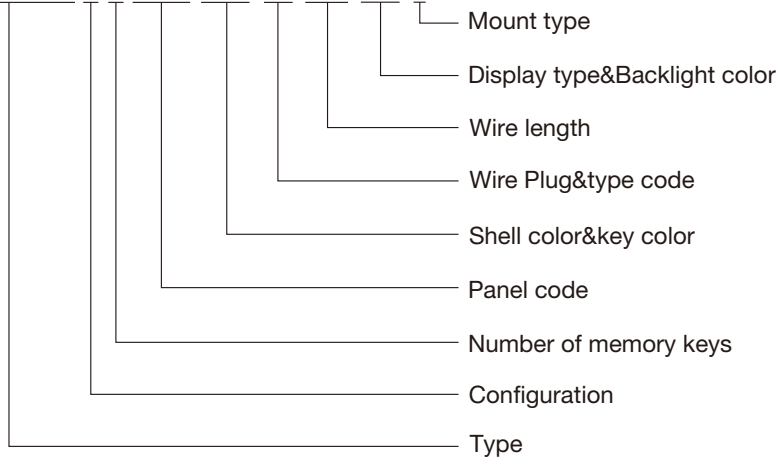 Mount type
Display type&Backlight color
Wire length
Wire Plug&type code
Shell color&key color
Panel code
Number of memory keys
Configuration
Type